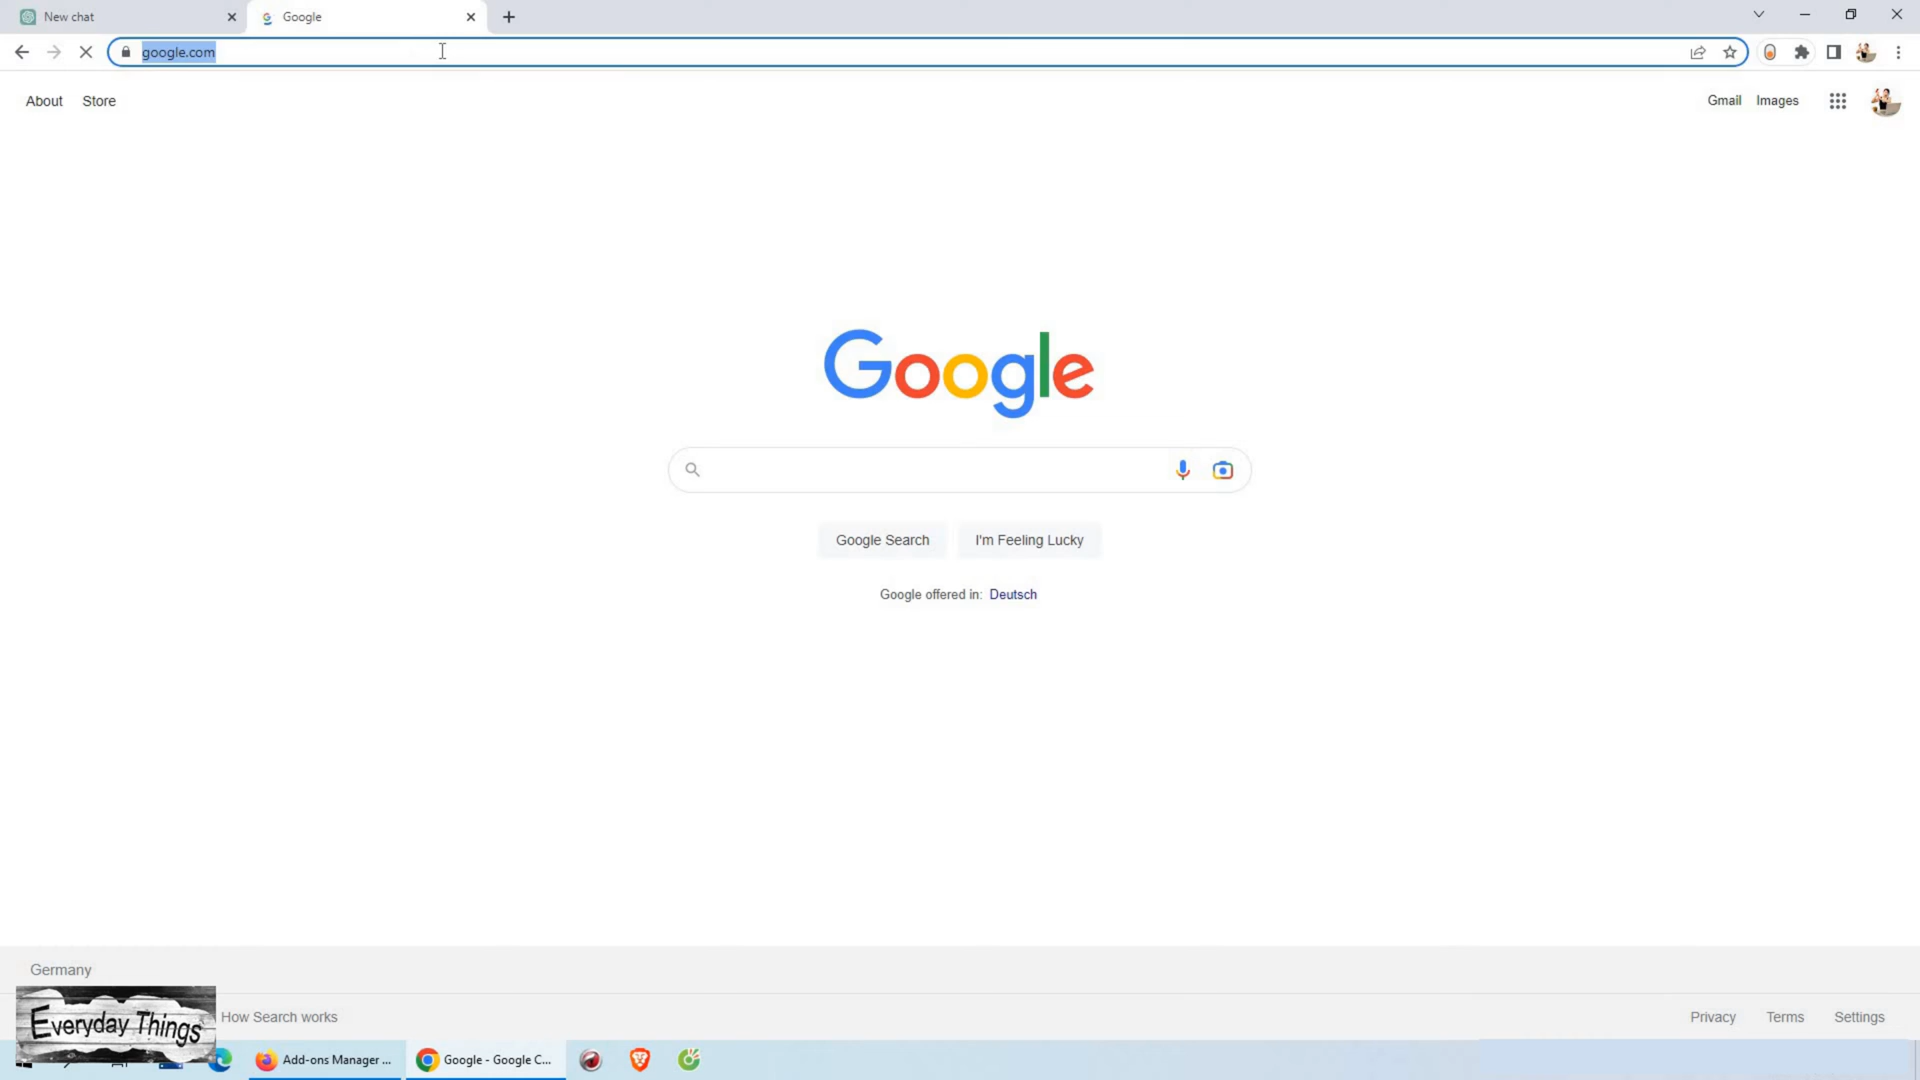 New chat
Google
google.com
About Store
Gmail Images
Google
Google Search I'm Feeling Lucky
Google offered in: Deutsch
Germany
How Search works
Privacy Terms Settings
Everyday Things
Add-ons Manager ...
Google - Google C...